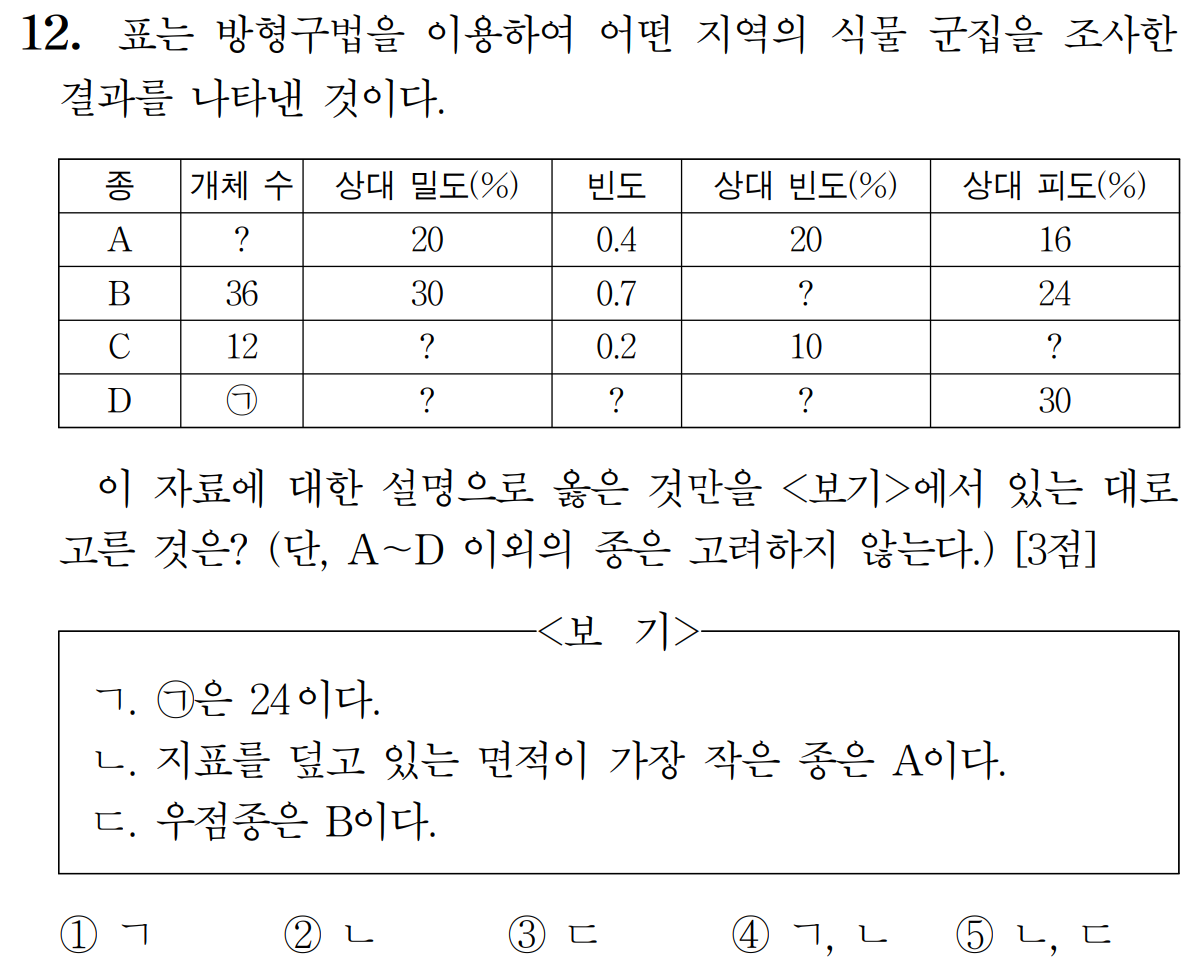 12. 표는 방형구법을 이용하여 어떤 지역의 식물 군집을 조사한
결과를 나타낸 것이다.
종 개체 수 상대 밀도(%) 빈도 상대 빈도(%) 상대 피도(%)
A ? 20 0.4 20 16
B 36 30 0.7 ? 24
C 12 ? 0.2 10 ?
D ㉠ ? ? ? 30
이 자료에 대한 설명으로 옳은 것만을 <보기>에서 있는 대로
고른 것은? (단, A~D 이외의 종은 고려하지 않는다.) [3점]
<보 기>
ㄱ. ㉠은 24이다.
ㄴ. 지표를 덮고 있는 면적이 가장 작은 종은 A이다.
ㄷ. 우점종은 B이다.
① ㄱ ② ㄴ ③ ㄷ ④ ㄱ, ㄴ ⑤ ㄴ, ㄷ